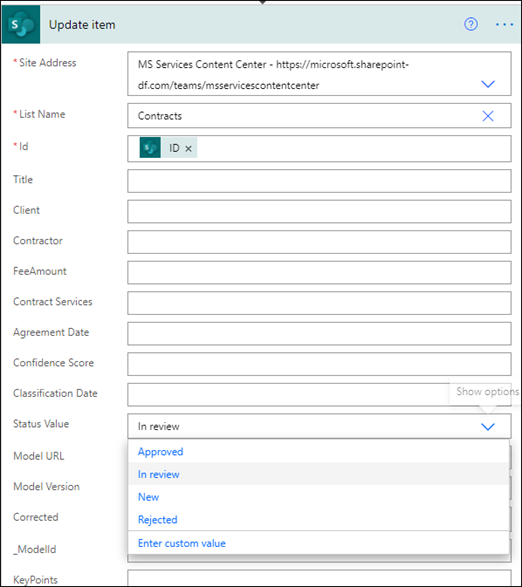 Update item
* Site Address
MS Services Content Center - https://microsoft.sharepoint-
df.com/teams/msservicescontentcenter
* List Name
Contracts
* Id
ID
Title
Client
Contractor
FeeAmount
Contract Services
Agreement Date
Confidence Score
Classification Date
Show options
Status Value
In review
Approved
Model URL
In review
Model Version
New
Corrected
Rejected
_ModelId
Enter custom value
KeyPoints